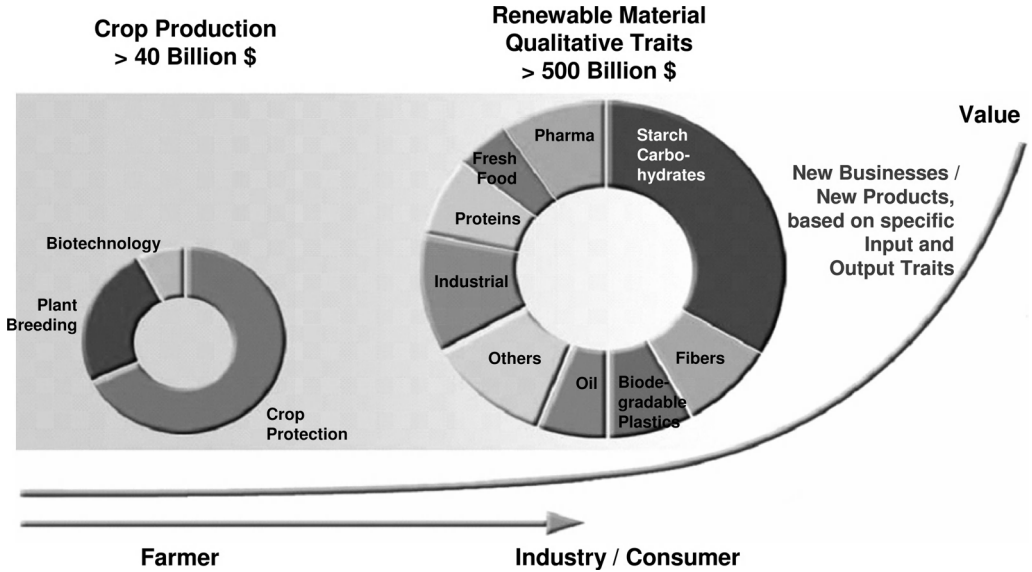 Crop Production
> 40 Billion $
Renewable Material
Qualitative Traits
> 500 Billion $
Value
New Businesses /
New Products,
based on specific
Input and
Output Traits
Biotechnology
Plant
Breeding
Crop
Protection
Pharma
Starch
Carbo-
hydrates
Fresh
Food
Proteins
Industrial
Others
Oil
Biode-
gradable
Plastics
Fibers
Farmer
Industry / Consumer